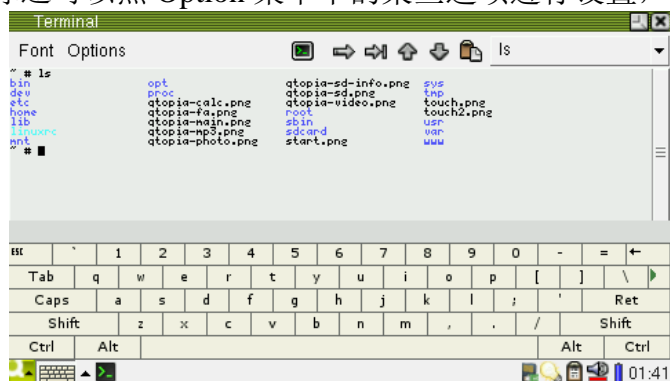 Terminal
Font Options ls
~ # ls
bin opt qtopia-sd-info.png sys
dev proc qtopia-sd.png tmp
etc qtopia-calc.png qtopia-video.png touch.png
home qtopia-fa.png root touch2.png
lib qtopia-main.png sbin usr
linuxrc qtopia-mp3.png sdcard var
mnt qtopia-photo.png start.png www
~ #
ESC ` 1 2 3 4 5 6 7 8 9 0 - = ←
Tab q w e r t y u i o p [ ] \
Caps a s d f g h j k l ; ' Ret
Shift z x c v b n m , . / Shift
Ctrl Alt Alt Ctrl
01:41